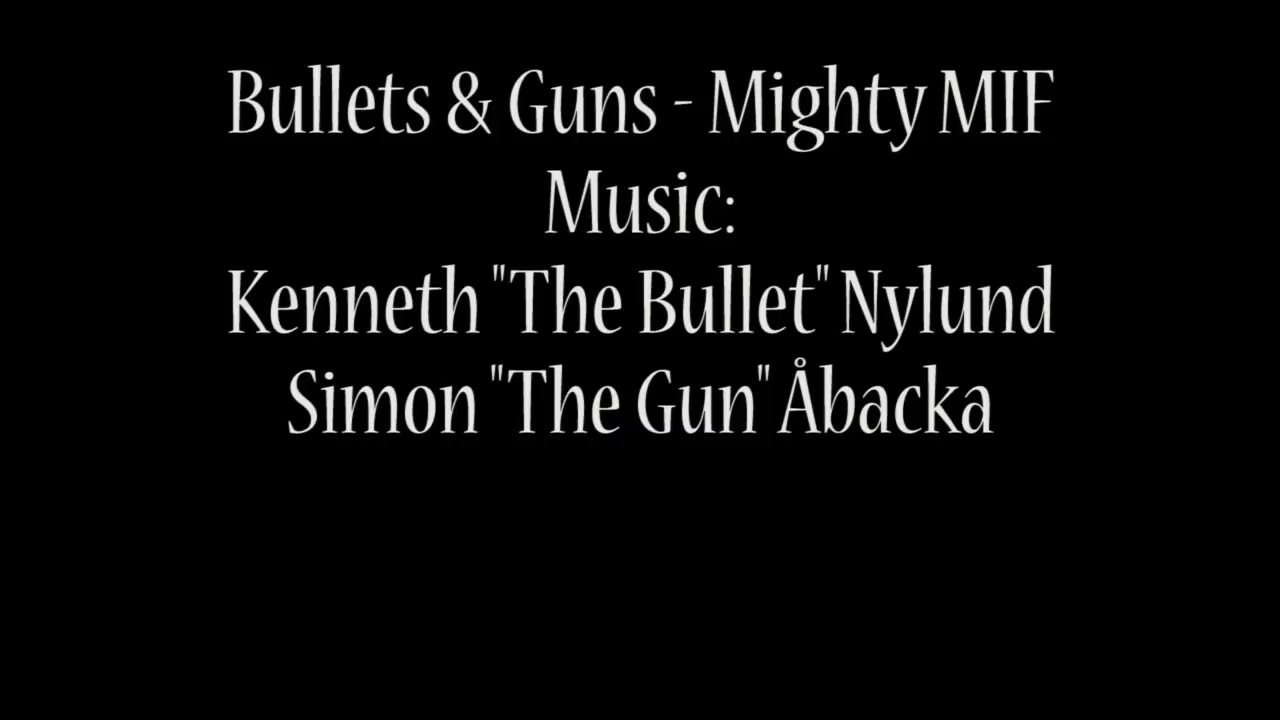 Bullets & Guns - Mighty MIF
Music:
Kenneth "The Bullet" Nylund
Simon "The Gun" Åbacka